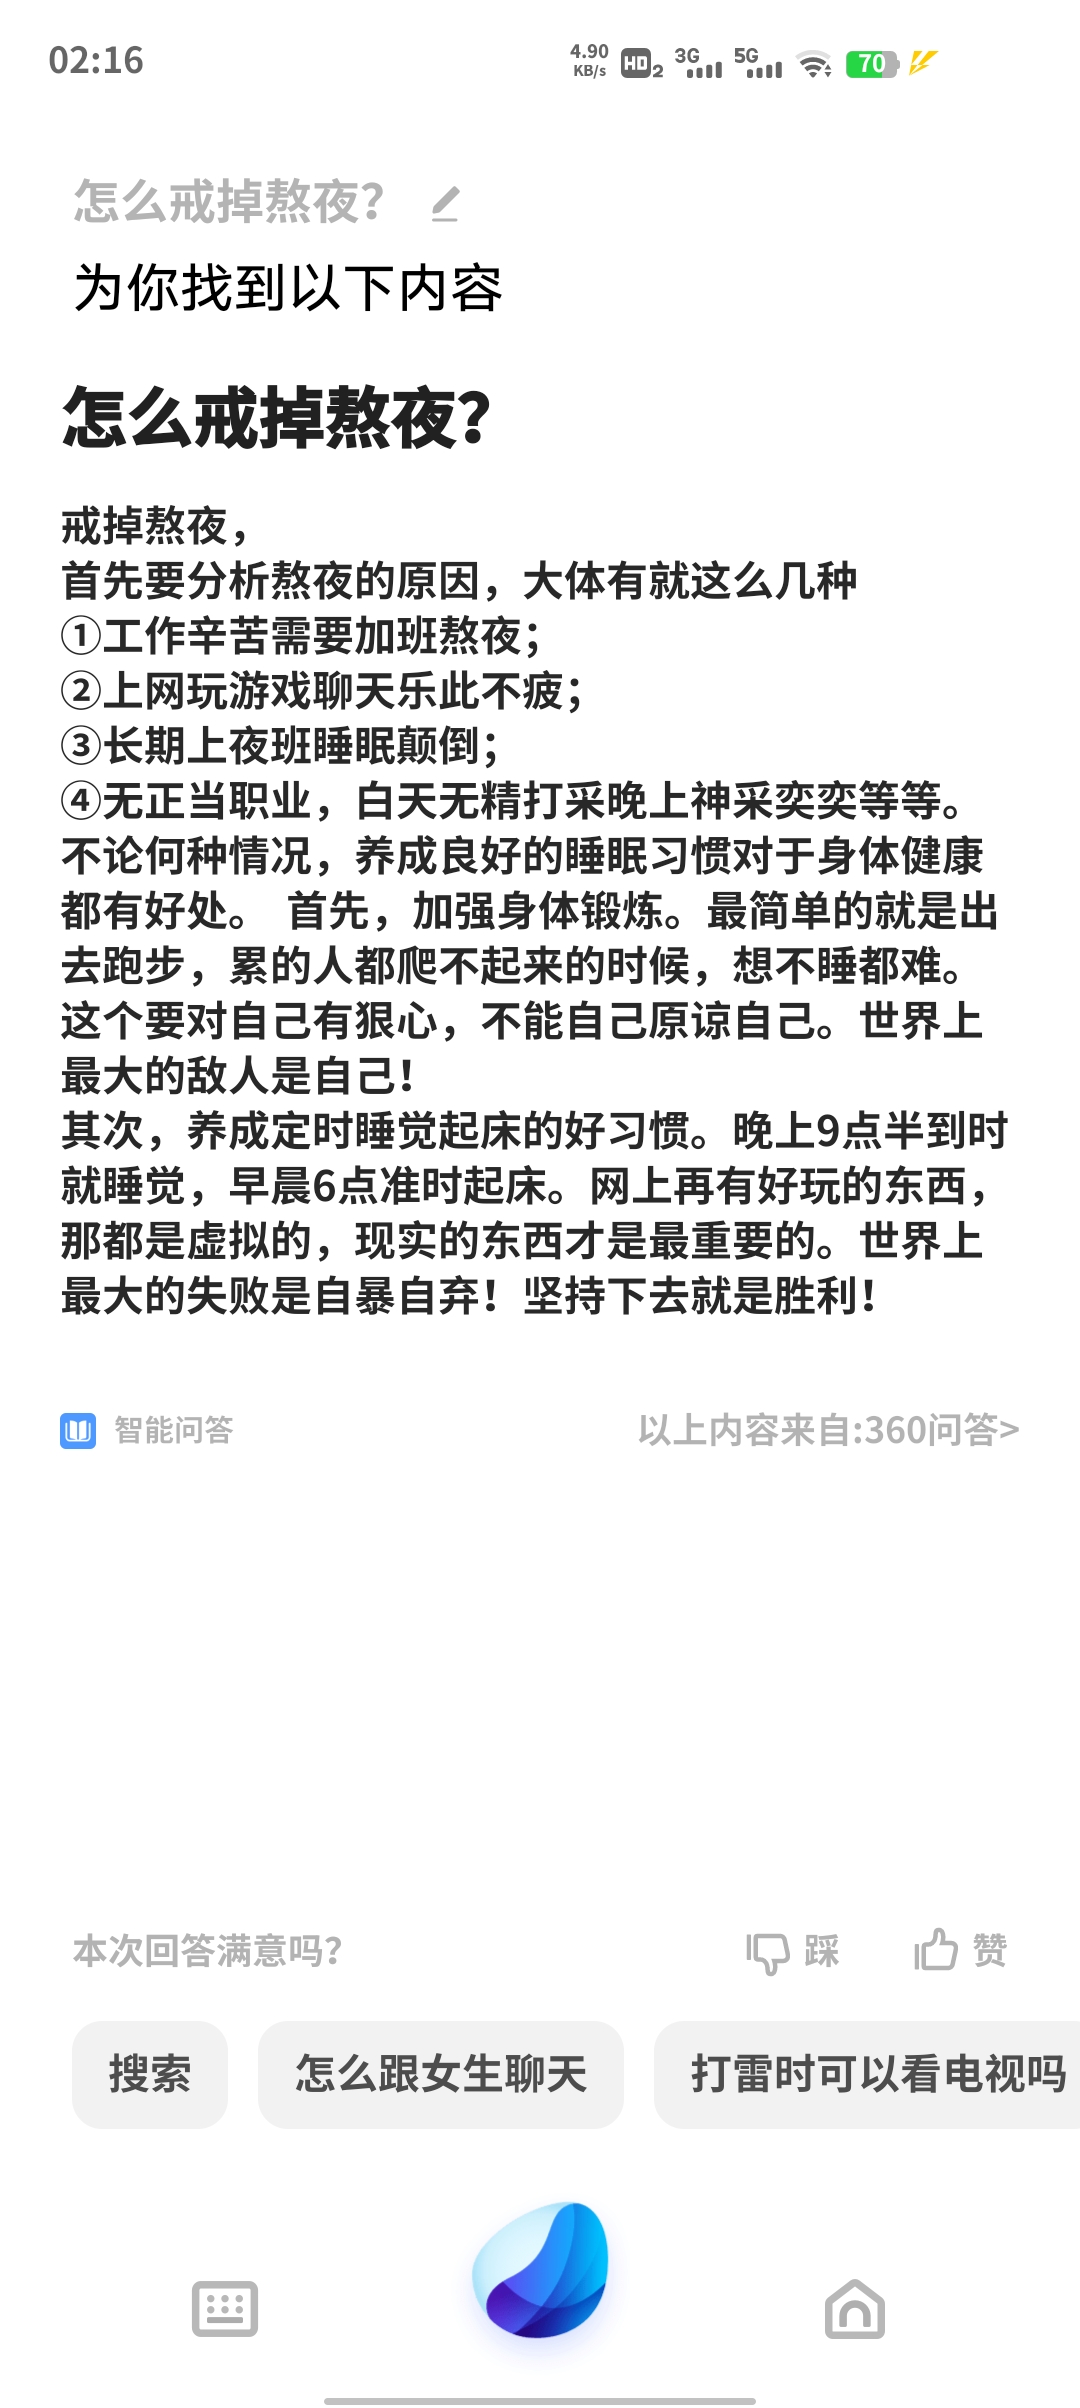 02:16
4.90 KB/s HD2 3G 5G 70
怎么戒掉熬夜？
为你找到以下内容
怎么戒掉熬夜？
戒掉熬夜，
首先要分析熬夜的原因，大体有就这么几种
①工作辛苦需要加班熬夜；
②上网玩游戏聊天乐此不疲；
③长期上夜班睡眠颠倒；
④无正当职业，白天无精打采晚上神采奕奕等等。
不论何种情况，养成良好的睡眠习惯对于身体健康
都有好处。 首先，加强身体锻炼。最简单的就是出
去跑步，累的人都爬不起来的时候，想不睡都难。
这个要对自己有狠心，不能自己原谅自己。世界上
最大的敌人是自己！
其次，养成定时睡觉起床的好习惯。晚上9点半到时
就睡觉，早晨6点准时起床。网上再有好玩的东西，
那都是虚拟的，现实的东西才是最重要的。世界上
最大的失败是自暴自弃！坚持下去就是胜利！
智能问答 以上内容来自:360问答>
本次回答满意吗？ 踩 赞
搜索 怎么跟女生聊天 打雷时可以看电视吗